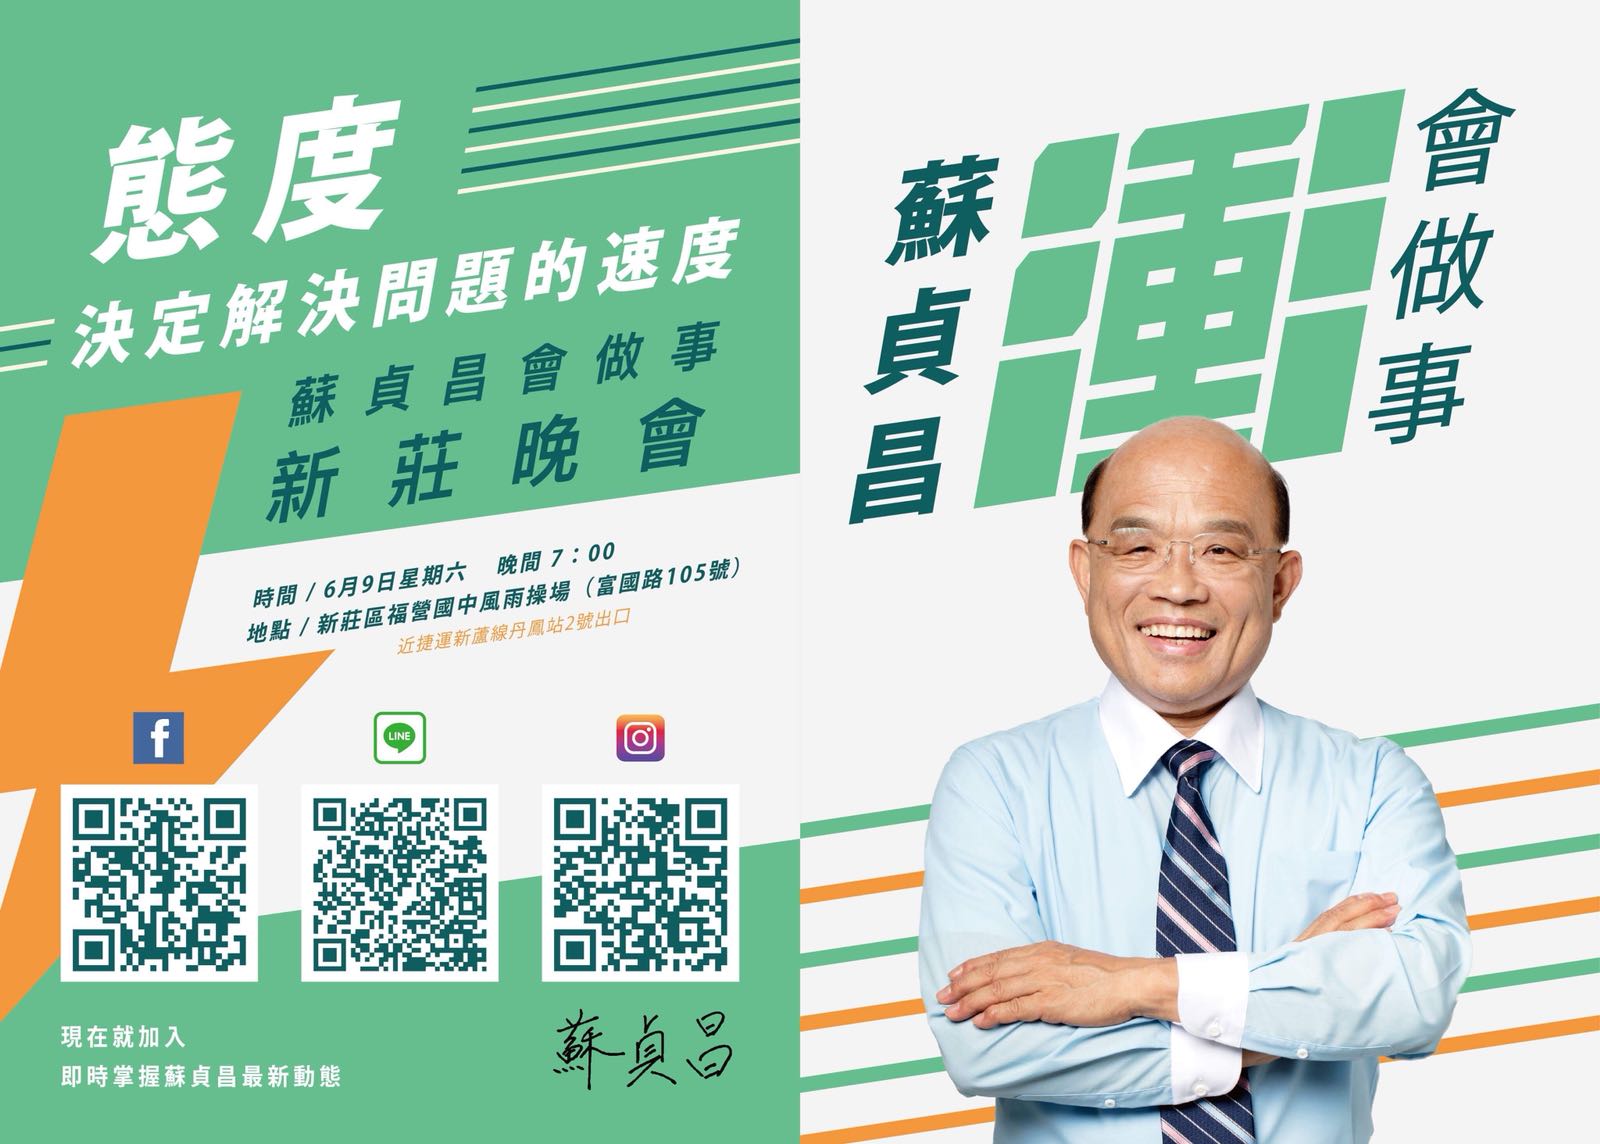 態度
決定解決問題的速度
蘇貞昌會做事
新莊晚會
時間 / 6月9日星期六 晚間 7:00
地點 / 新莊區福營國中風雨操場（富國路105號）
近捷運新蘆線丹鳳站2號出口
f
LINE
現在就加入
即時掌握蘇貞昌最新動態
蘇貞昌
蘇貞昌
衝
會做事